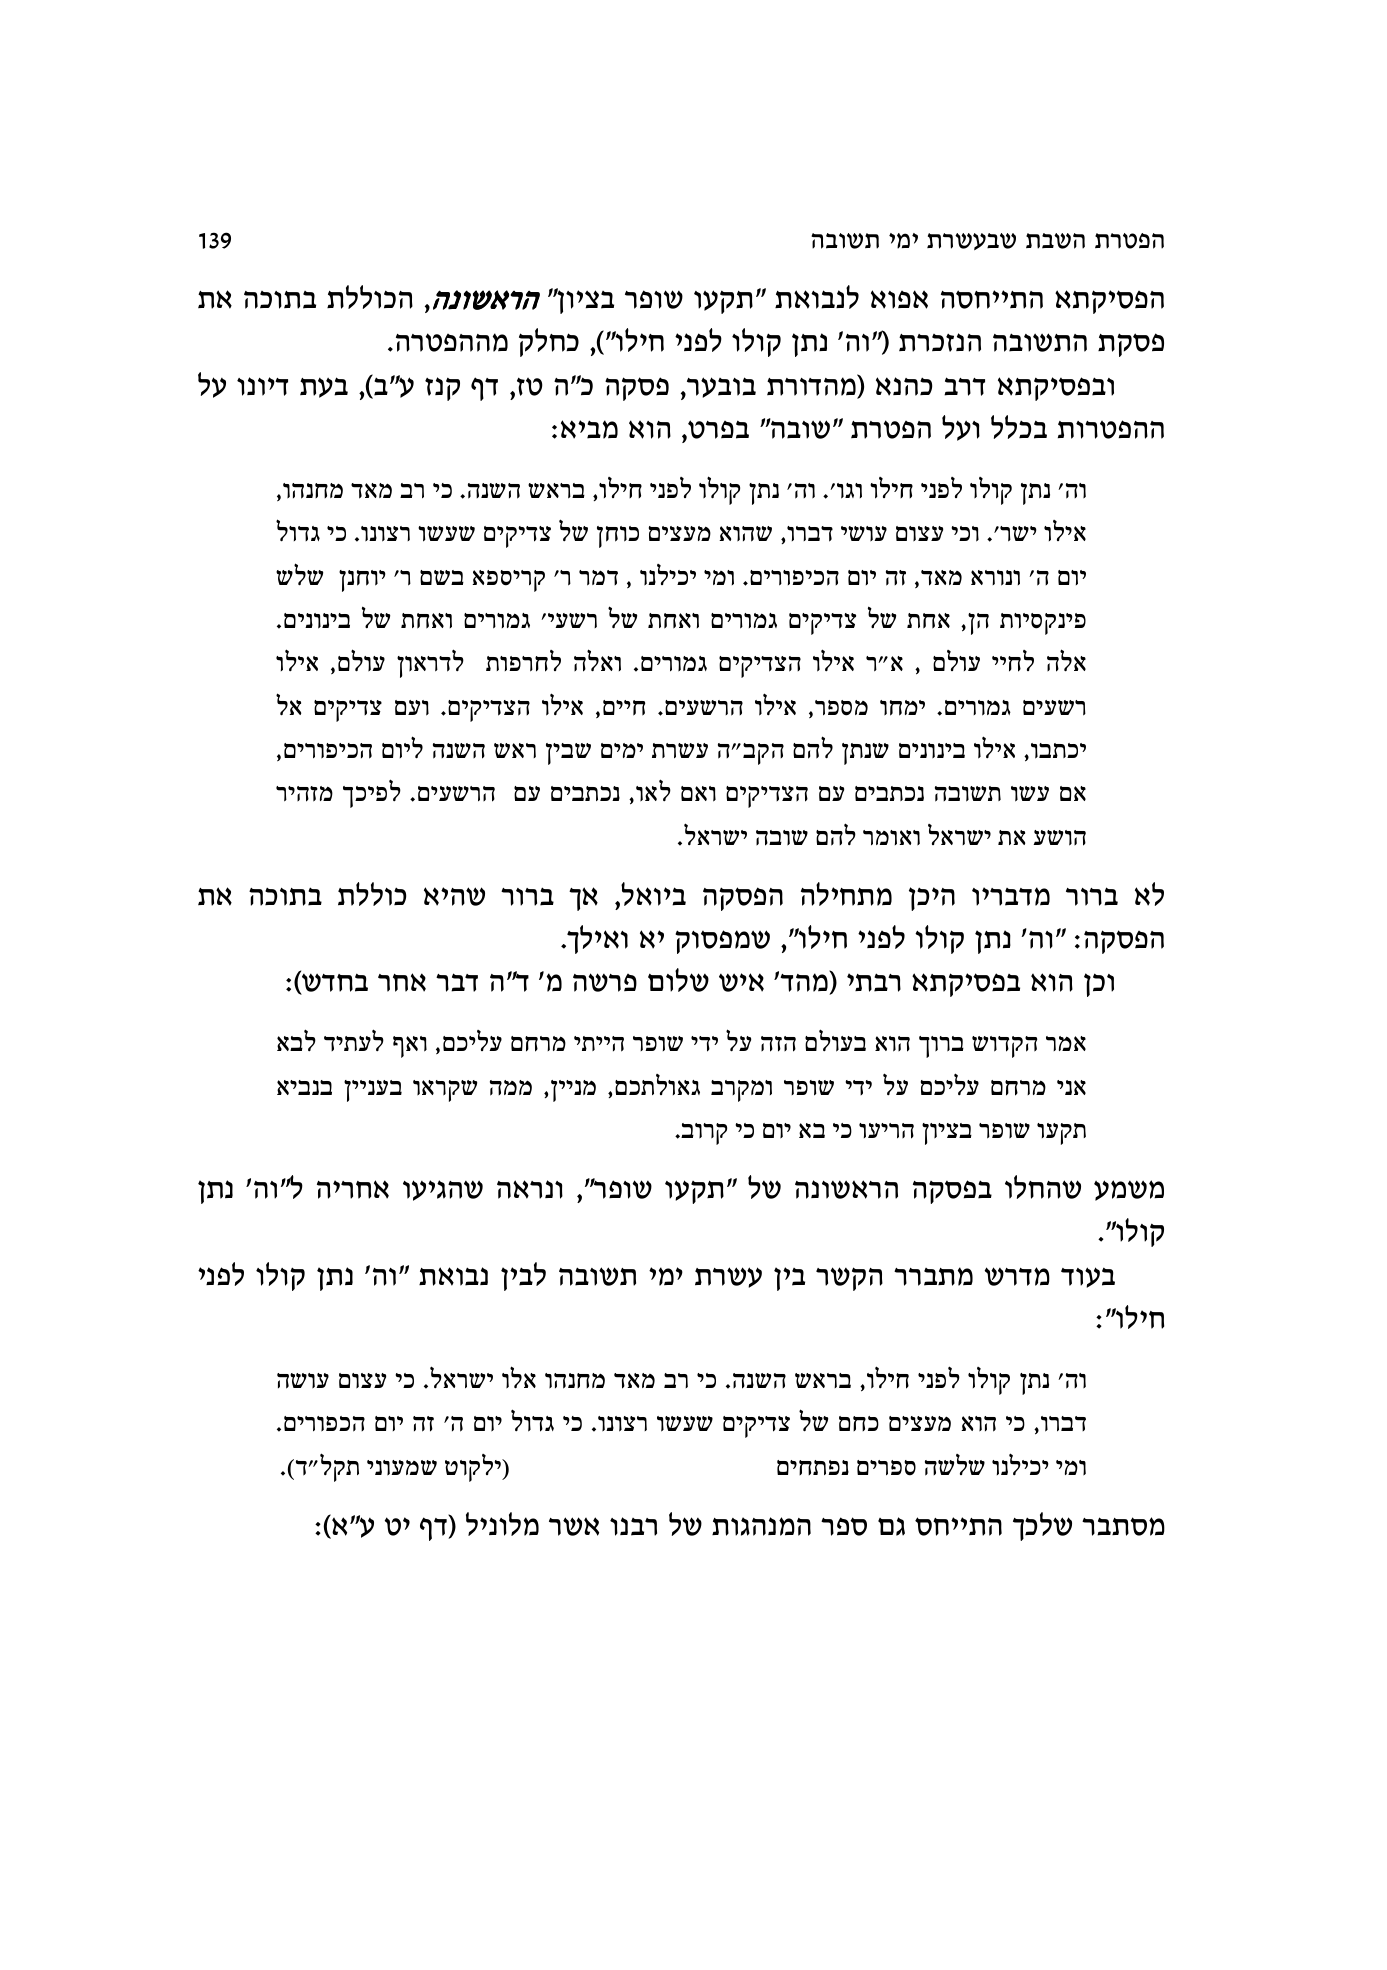 הפטרת השבת שבעשרת ימי תשובה 139
הפסיקתא התייחסה אפוא לנבואת "תקעו שופר בציון" הראשונה, הכוללת בתוכה את
פסקת התשובה הנזכרת ("וה' נתן קולו לפני חילו"), כחלק מההפטרה.
ובפסיקתא דרב כהנא (מהדורת בובער, פסקה כ"ה טז, דף קנז ע"ב), בעת דיונו על
ההפטרות בכלל ועל הפטרת "שובה" בפרט, הוא מביא:
וה' נתן קולו לפני חילו וגו'. וה' נתן קולו לפני חילו, בראש השנה. כי רב מאד מחנהו,
אילו ישר'. וכי עצום עושי דברו, שהוא מעצים כוחן של צדיקים שעשו רצונו. כי גדול
יום ה' ונורא מאד, זה יום הכיפורים. ומי יכילנו , דמר ר' קריספא בשם ר' יוחנן שלש
פינקסיות הן, אחת של צדיקים גמורים ואחת של רשעי' גמורים ואחת של בינונים.
אלה לחיי עולם , א"ר אילו הצדיקים גמורים. ואלה לחרפות לדראון עולם, אילו
רשעים גמורים. ימחו מספר, אילו הרשעים. חיים, אילו הצדיקים. ועם צדיקים אל
יכתבו, אילו בינונים שנתן להם הקב"ה עשרת ימים שבין ראש השנה ליום הכיפורים,
אם עשו תשובה נכתבים עם הצדיקים ואם לאו, נכתבים עם הרשעים. לפיכך מזהיר
הושע את ישראל ואומר להם שובה ישראל.
לא ברור מדבריו היכן מתחילה הפסקה ביואל, אך ברור שהיא כוללת בתוכה את
הפסקה: "וה' נתן קולו לפני חילו", שמפסוק יא ואילך.
וכן הוא בפסיקתא רבתי (מהד' איש שלום פרשה מ' ד"ה דבר אחר בחדש):
אמר הקדוש ברוך הוא בעולם הזה על ידי שופר הייתי מרחם עליכם, ואף לעתיד לבא
אני מרחם עליכם על ידי שופר ומקרב גאולתכם, מניין, ממה שקראו בעניין בנביא
תקעו שופר בציון הריעו כי בא יום כי קרוב.
משמע שהחלו בפסקה הראשונה של "תקעו שופר", ונראה שהגיעו אחריה ל"וה' נתן
קולו".
בעוד מדרש מתברר הקשר בין עשרת ימי תשובה לבין נבואת "וה' נתן קולו לפני
חילו":
וה' נתן קולו לפני חילו, בראש השנה. כי רב מאד מחנהו אלו ישראל. כי עצום עושה
דברו, כי הוא מעצים כחם של צדיקים שעשו רצונו. כי גדול יום ה' זה יום הכפורים.
ומי יכילנו שלשה ספרים נפתחים (ילקוט שמעוני תקל"ד).
מסתבר שלכך התייחס גם ספר המנהגות של רבנו אשר מלוניל (דף יט ע"א):